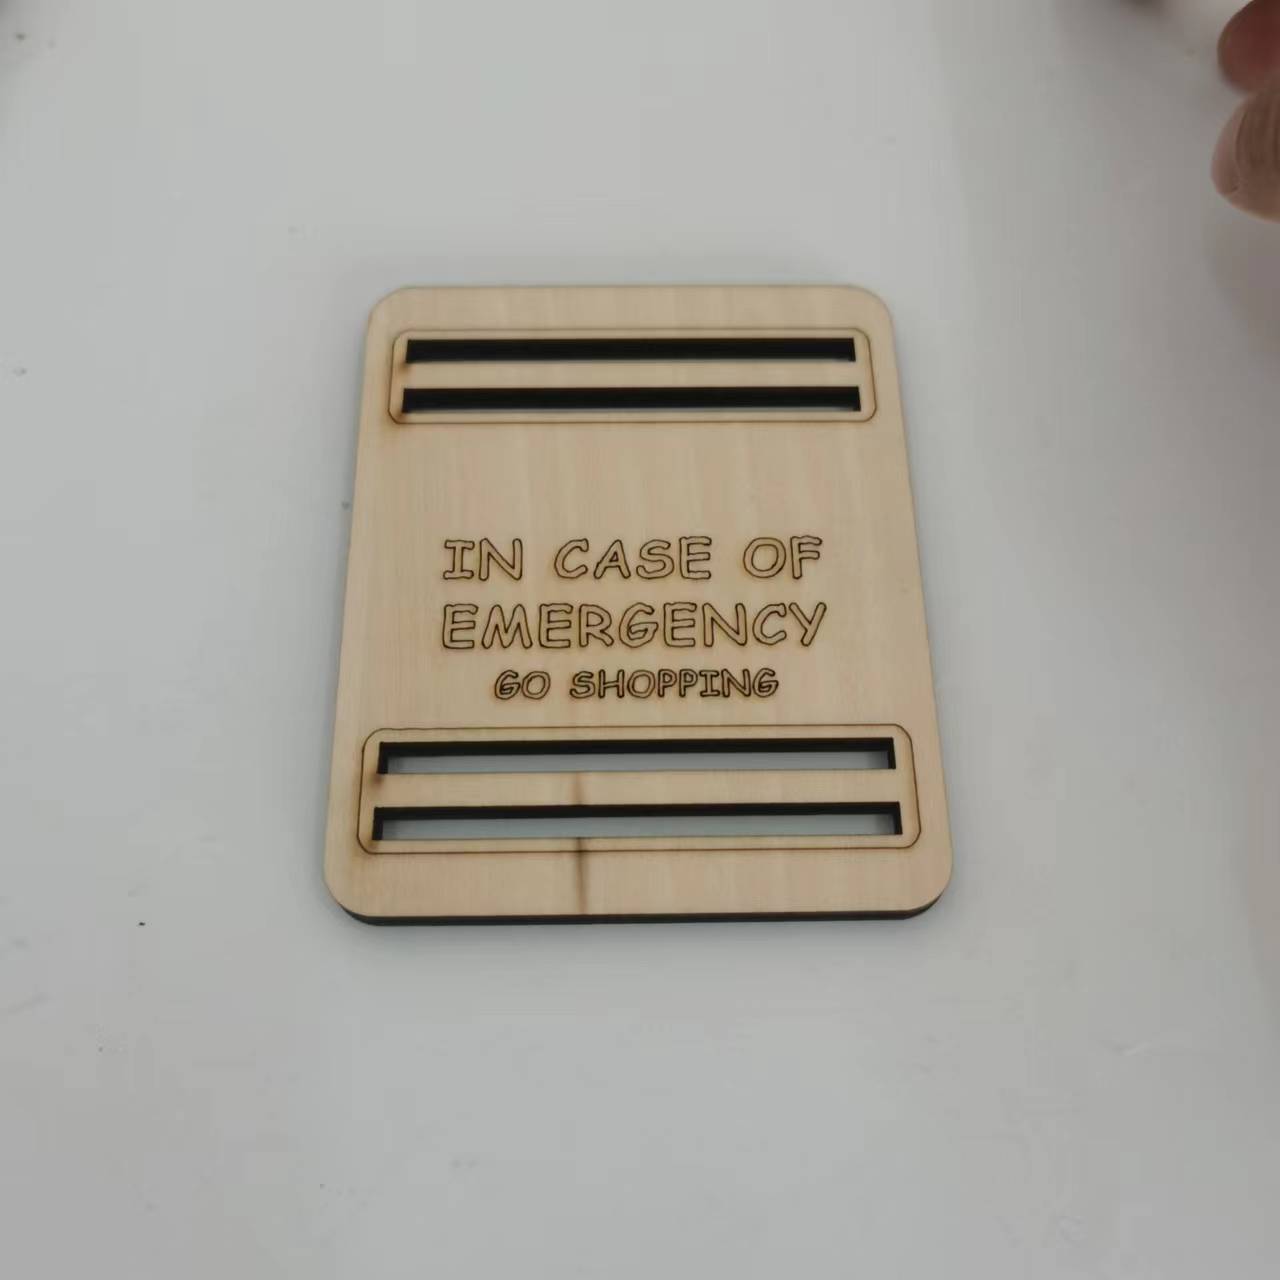 IN CASE OF
EMERGENCY
GO SHOPPING